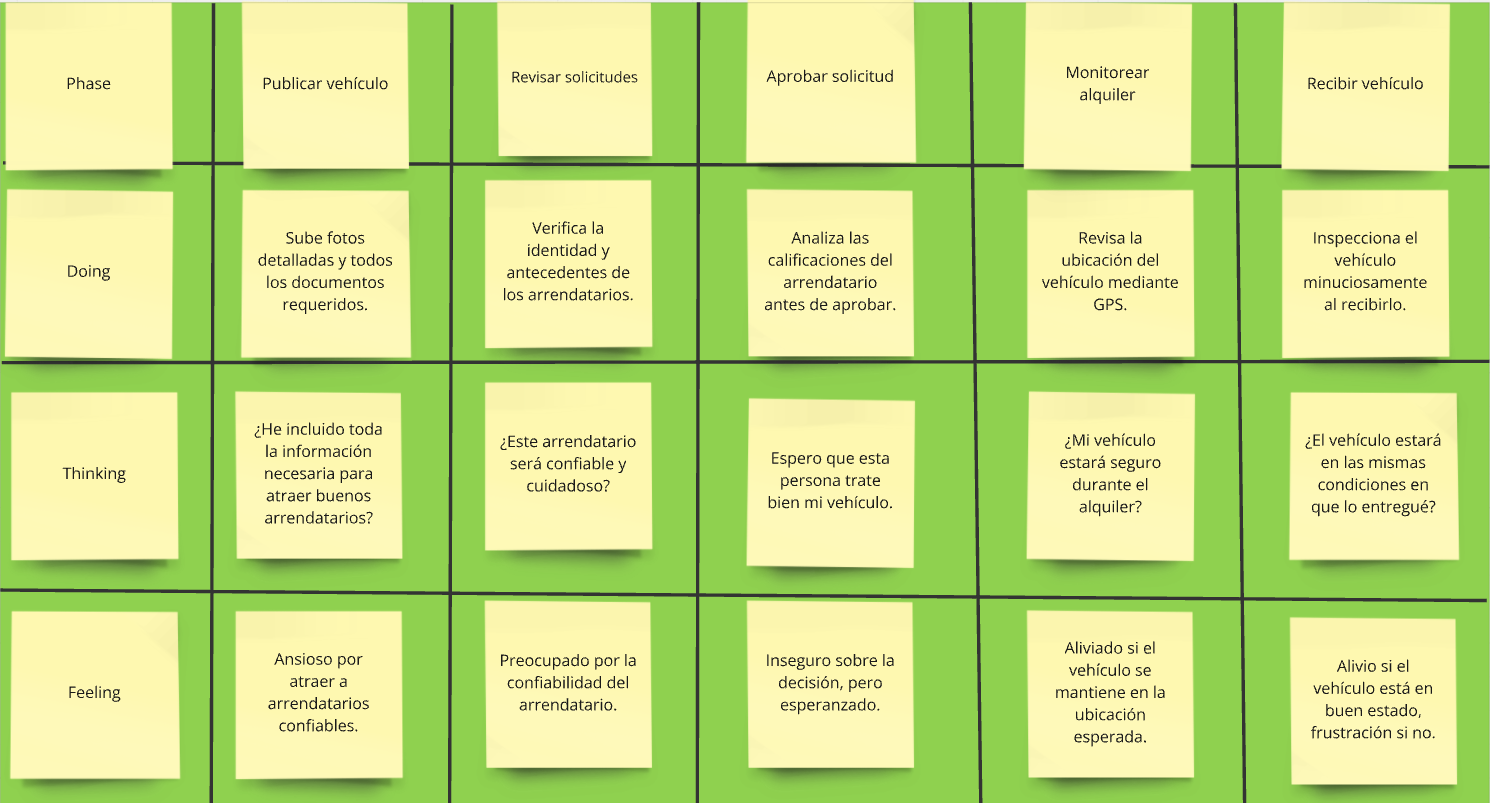 Phase
Publicar vehículo
Revisar solicitudes
Aprobar solicitud
Monitorear
alquiler
Recibir vehículo
Doing
Sube fotos
detalladas y todos
los documentos
requeridos.
Verifica la
identidad y
antecedentes de
los arrendatarios.
Analiza las
calificaciones del
arrendatario
antes de aprobar.
Revisa la
ubicación del
vehículo mediante
GPS.
Inspecciona el
vehículo
minuciosamente
al recibirlo.
Thinking
¿He incluido toda
la información
necesaria para
atraer buenos
arrendatarios?
¿Este arrendatario
será confiable y
cuidadoso?
Espero que esta
persona trate
bien mi vehículo.
¿Mi vehículo
estará seguro
durante el
alquiler?
¿El vehículo estará
en las mismas
condiciones en
que lo entregué?
Feeling
Ansioso por
atraer a
arrendatarios
confiables.
Preocupado por la
confiabilidad del
arrendatario.
Inseguro sobre la
decisión, pero
esperanzado.
Aliviado si el
vehículo se
mantiene en la
ubicación
esperada.
Alivio si el
vehículo está en
buen estado,
frustración si no.